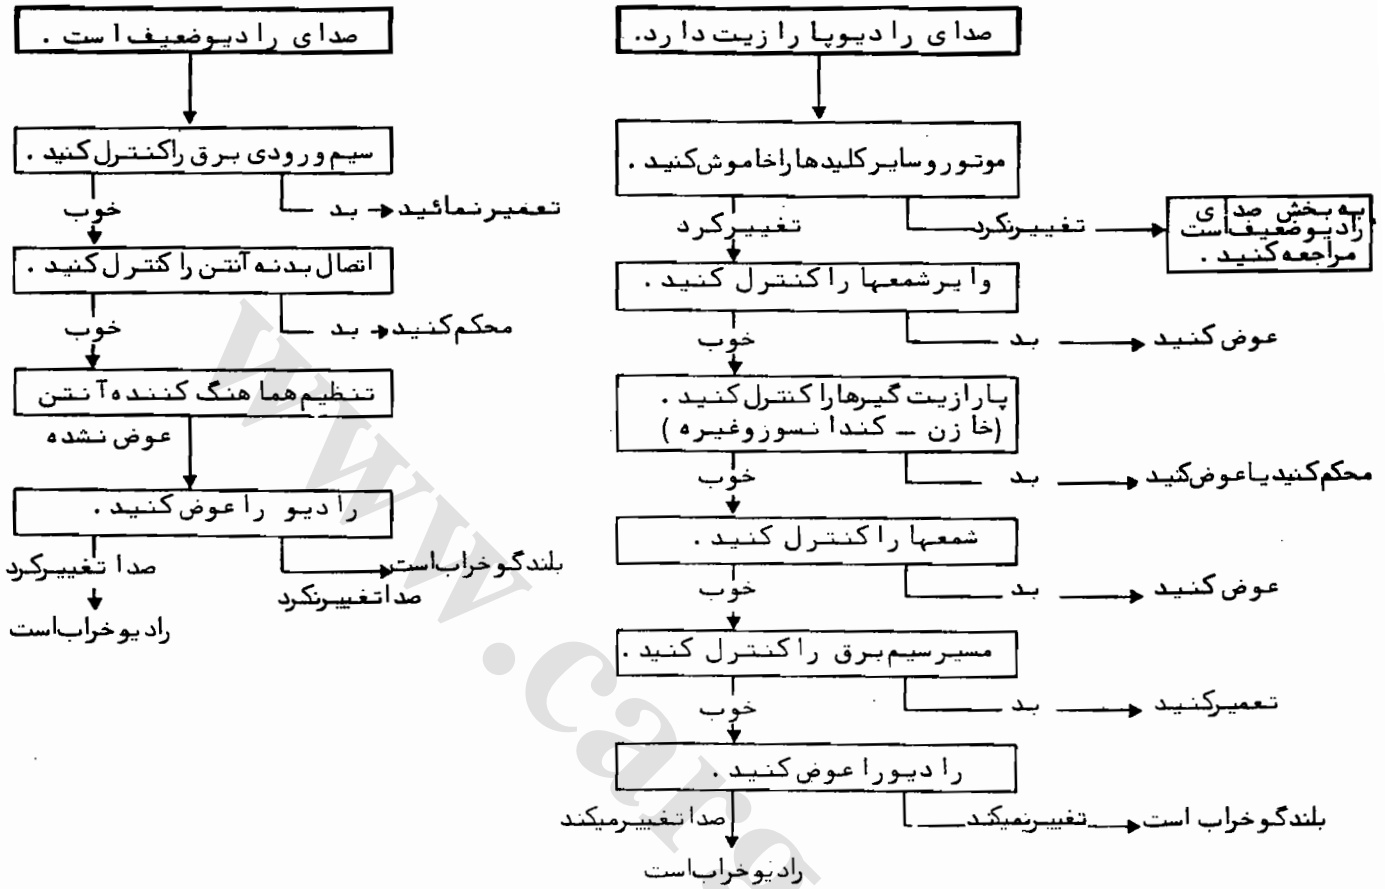 صدای رادیوپارازیت دارد.
موتور و سایر کلیدها را خاموش کنید .
تغییر کرد
تغییر نکرد
به بخش صدای
رادیو ضعیف است
مراجعه کنید .
وایر شمعها را کنترل کنید .
خوب
بد
عوض کنید
پارازیت گیرها را کنترل کنید .
(خازن – کندانسوز وغیره )
خوب
بد
محکم کنید یا عوض کنید
شمعها را کنترل کنید .
خوب
بد
عوض کنید
مسیر سیم برق را کنترل کنید .
خوب
بد
تعمیر کنید
رادیو را عوض کنید .
صدا تغییر میکند
تغییر نمیکند
بلندگو خراب است
رادیو خراب است
صدای رادیو ضعیف است .
سیم ورودی برق را کنترل کنید .
خوب
بد
تعمیر نمائید
اتصال بدنه آنتن را کنترل کنید .
خوب
بد
محکم کنید
تنظیم هماهنگ کننده آنتن
عوض نشده
رادیو را عوض کنید .
صدا تغییر کرد
بلندگو خراب است
صدا تغییر نکرد
رادیو خراب است
www.carg